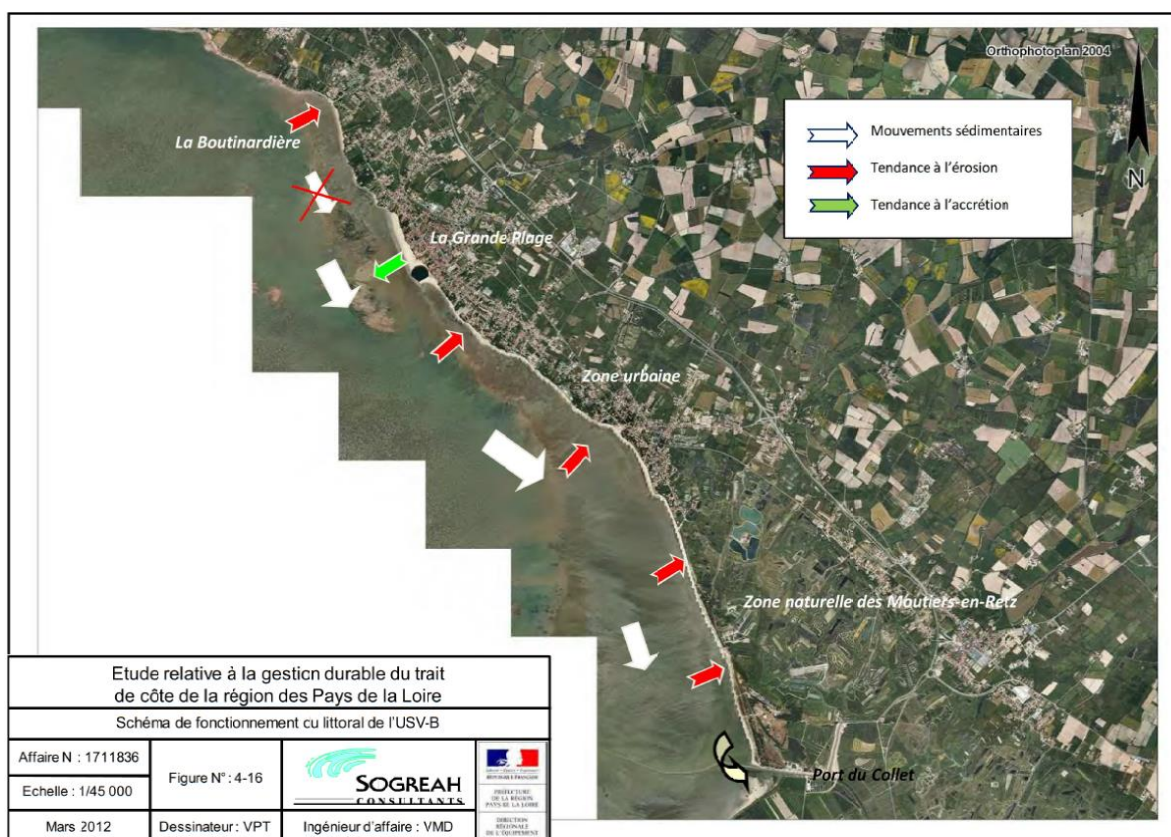 Orthophotoplan 2004
Mouvements sédimentaires
Tendance à l'érosion
Tendance à l'accrétion
N
La Boutinardière
La Grande Plage
Zone urbaine
Zone naturelle des Moutiers-en-Retz
Port du Collet
Etude relative à la gestion durable du trait
de côte de la région des Pays de la Loire
Schéma de fonctionnement cu littoral de l'USV-B
Affaire N : 1711836
Echelle : 1/45 000
Mars 2012
Figure N° : 4-16
Dessinateur : VPT
SOGREAH
CONSULTANTS
Ingénieur d'affaire : VMD
RÉPUBLIQUE FRANÇAISE
PRÉFECTURE
DE LA RÉGION
PAYS DE LA LOIRE
DIRECTION
RÉGIONALE
DE L'ÉQUIPEMENT